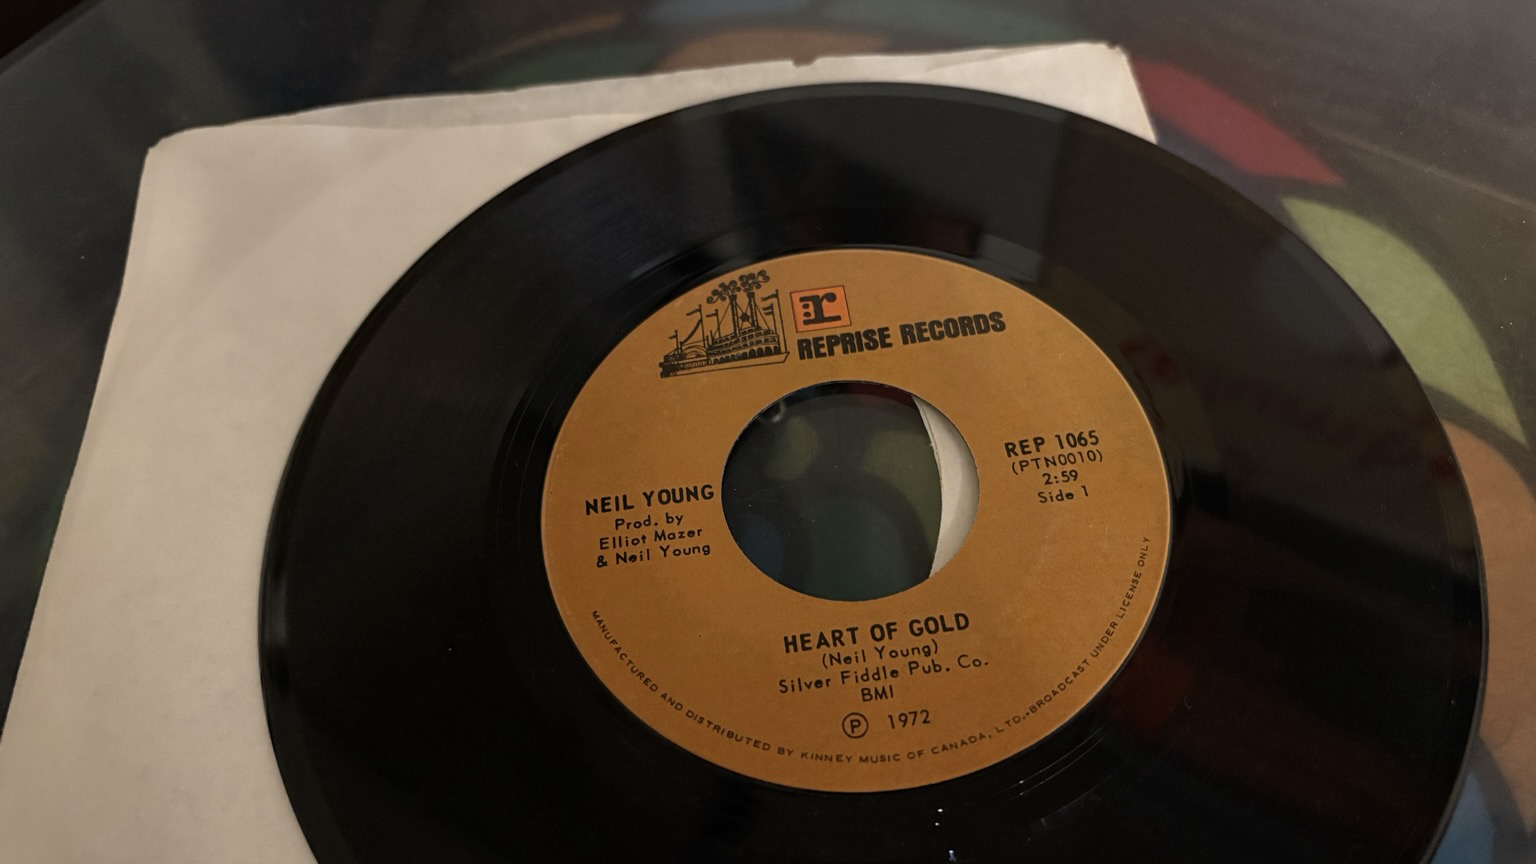 r
REPRISE RECORDS
NEIL YOUNG
Prod. by
Elliot Mazer
& Neil Young
REP 1065
(PTN0010)
2:59
Side 1
HEART OF GOLD
(Neil Young)
Silver Fiddle Pub. Co.
BMI
Ⓟ 1972
MANUFACTURED AND DISTRIBUTED BY KINNEY MUSIC OF CANADA, LTD.-BROADCAST UNDER LICENSE ONLY